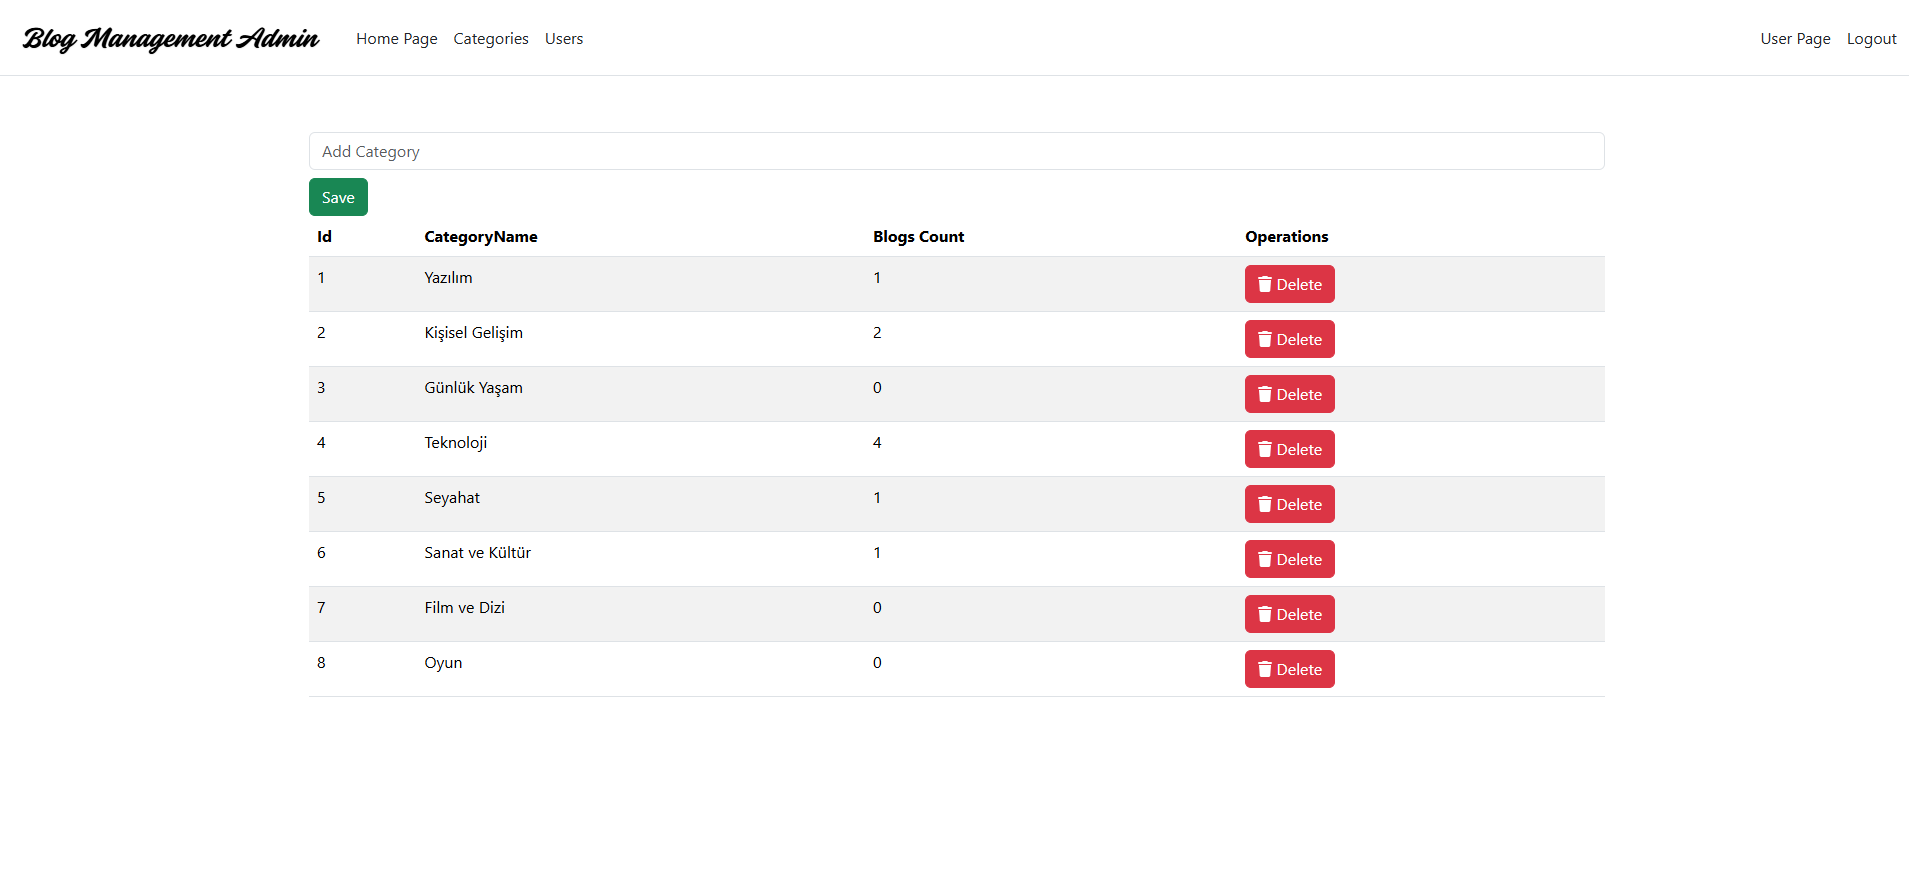 Blog Management Admin Home Page Categories Users User Page Logout
Add Category
Save
Id CategoryName Blogs Count Operations
1 Yazılım 1 Delete
2 Kişisel Gelişim 2 Delete
3 Günlük Yaşam 0 Delete
4 Teknoloji 4 Delete
5 Seyahat 1 Delete
6 Sanat ve Kültür 1 Delete
7 Film ve Dizi 0 Delete
8 Oyun 0 Delete